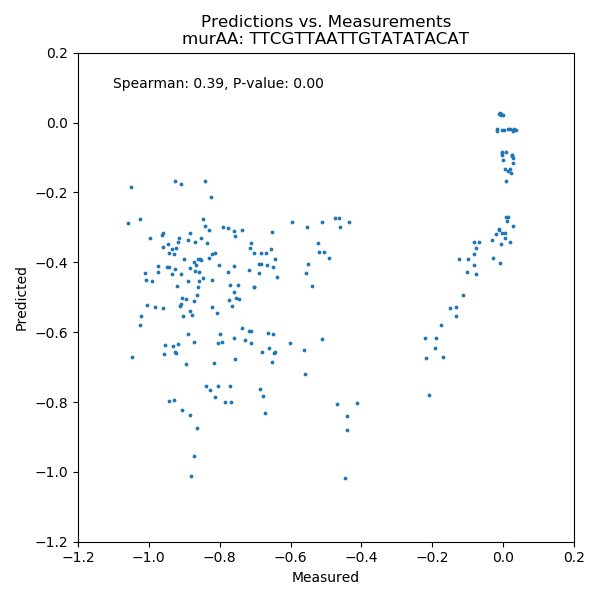 Predictions vs. Measurements
murAA: TTCGTTAATTGTATATACAT
Spearman: 0.39, P-value: 0.00
0.2
0.0
−0.2
−0.4
−0.6
−0.8
−1.0
−1.2
Predicted
−1.2 −1.0 −0.8 −0.6 −0.4 −0.2 0.0 0.2
Measured